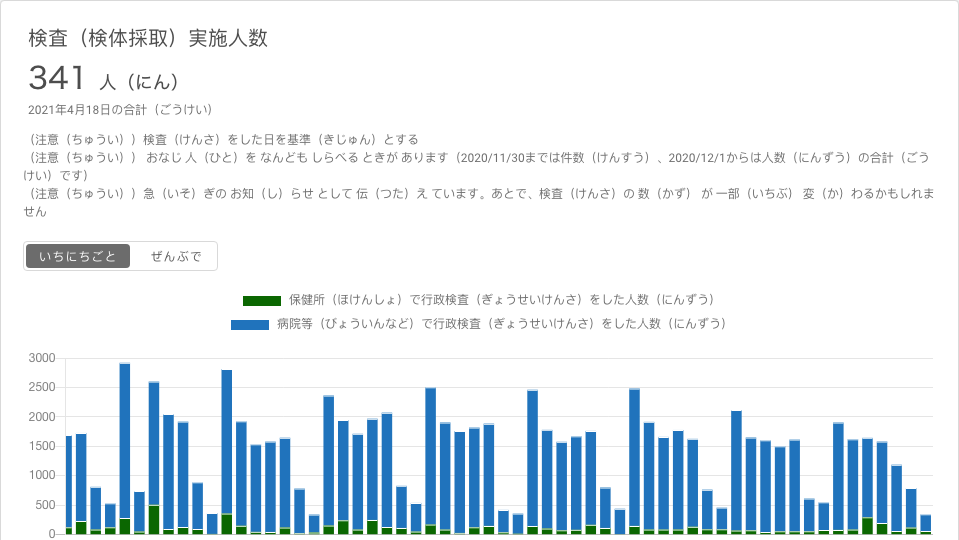 検査（検体採取）実施人数
341 人（にん）
2021年4月18日の合計（ごうけい）
（注意（ちゅうい））検査（けんさ）をした日を基準（きじゅん）とする
（注意（ちゅうい）） おなじ 人（ひと）を なんども しらべる ときが あります（2020/11/30までは件数（けんすう）、2020/12/1からは人数（にんずう）の合計（ごう
けい）です）
（注意（ちゅうい））急（いそ）ぎの お知（し）らせ として 伝（つた）え ています。あとで、検査（けんさ）の 数（かず） が 一部（いちぶ） 変（か）わるかもしれま
せん
いちにちごと ぜんぶで
保健所（ほけんしょ）で行政検査（ぎょうせいけんさ）をした人数（にんずう）
病院等（びょういんなど）で行政検査（ぎょうせいけんさ）をした人数（にんずう）
3000
2500
2000
1500
1000
500
0